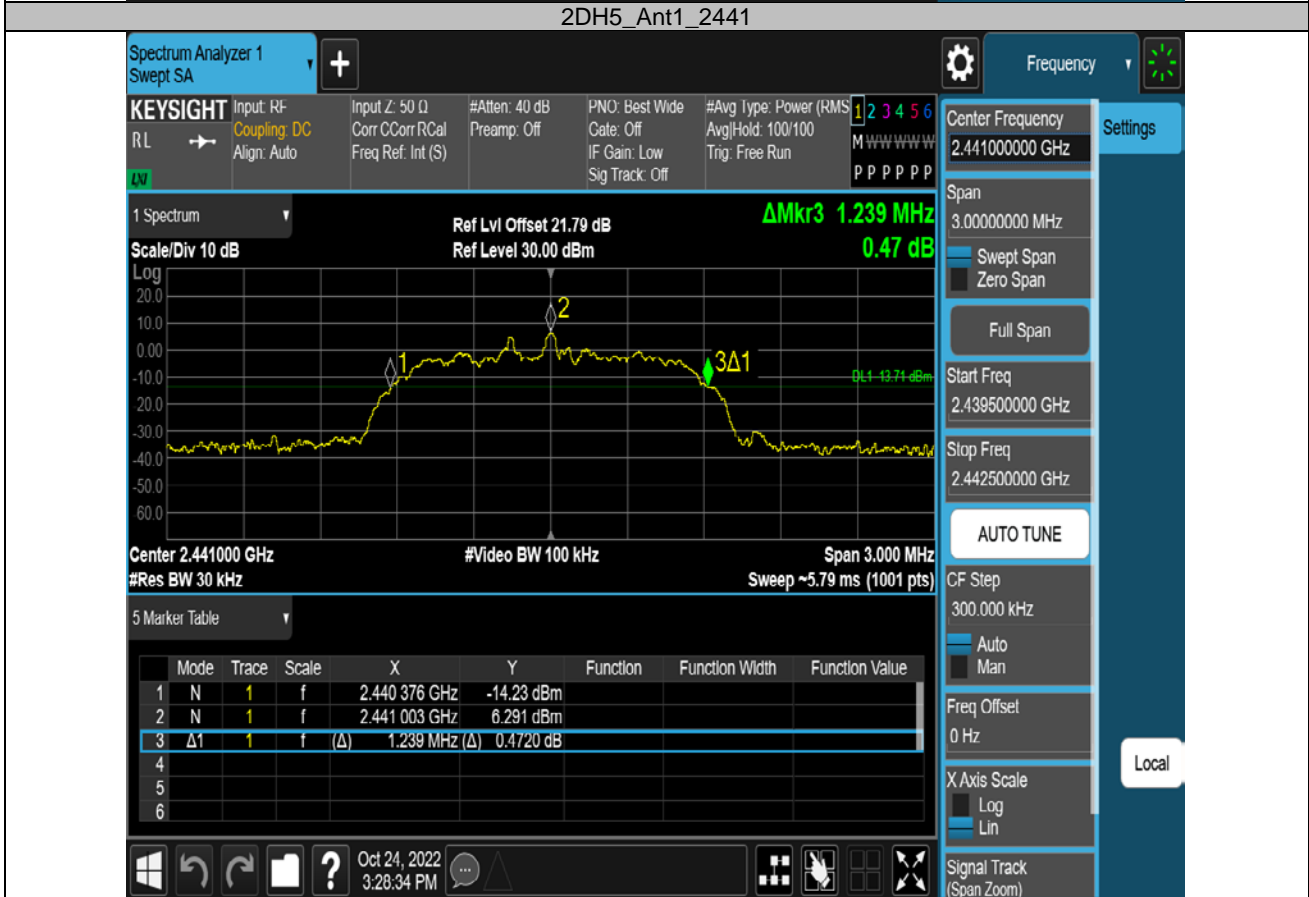 2DH5_Ant1_2441
Spectrum Analyzer 1
Swept SA
+
Frequency
KEYSIGHT
RL
LXI
Input: RF
Coupling: DC
Align: Auto
Input Z: 50 Ω
Corr CCorr RCal
Freq Ref: Int (S)
#Atten: 40 dB
Preamp: Off
PNO: Best Wide
Gate: Off
IF Gain: Low
Sig Track: Off
#Avg Type: Power (RMS
Avg|Hold: 100/100
Trig: Free Run
1 2 3 4 5 6
M W W W W W
P P P P P P
1 Spectrum
Scale/Div 10 dB
Ref Lvl Offset 21.79 dB
Ref Level 30.00 dBm
ΔMkr3 1.239 MHz
0.47 dB
Log
20.0
10.0
0.00
-10.0
-20.0
-30.0
-40.0
-50.0
-60.0
1
2
3Δ1
DL1 -13.71 dBm
Center 2.441000 GHz
#Res BW 30 kHz
#Video BW 100 kHz
Span 3.000 MHz
Sweep ~5.79 ms (1001 pts)
5 Marker Table
Mode Trace Scale X Y Function Function Width Function Value
1 N 1 f 2.440 376 GHz -14.23 dBm
2 N 1 f 2.441 003 GHz 6.291 dBm
3 Δ1 1 f (Δ) 1.239 MHz (Δ) 0.4720 dB
4
5
6
?
Oct 24, 2022
3:28:34 PM
Center Frequency
2.441000000 GHz
Settings
Span
3.00000000 MHz
Swept Span
Zero Span
Full Span
Start Freq
2.439500000 GHz
Stop Freq
2.442500000 GHz
AUTO TUNE
CF Step
300.000 kHz
Auto
Man
Freq Offset
0 Hz
X Axis Scale
Log
Lin
Local
Signal Track
(Span Zoom)